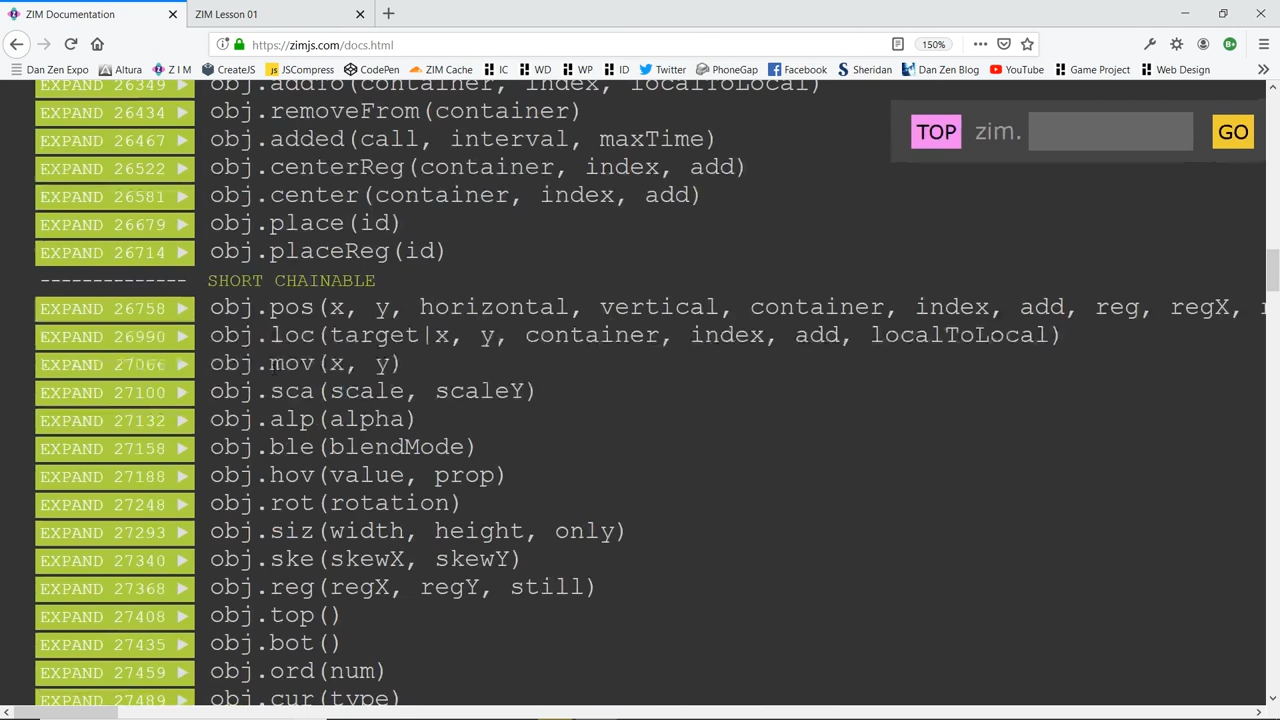 ZIM Documentation × ZIM Lesson 01 × +
https://zimjs.com/docs.html 150%
Dan Zen Expo Altura Z I M CreateJS JSCompress CodePen ZIM Cache IC WD WP ID Twitter PhoneGap Facebook Sheridan Dan Zen Blog YouTube Game Project Web Design
EXPAND 26349 obj.addTo(container, index, localToLocal)
EXPAND 26434 obj.removeFrom(container)
TOP zim. GO
EXPAND 26467 obj.added(call, interval, maxTime)
EXPAND 26522 obj.centerReg(container, index, add)
EXPAND 26581 obj.center(container, index, add)
EXPAND 26679 obj.place(id)
EXPAND 26714 obj.placeReg(id)
-------------- SHORT CHAINABLE
EXPAND 26758 obj.pos(x, y, horizontal, vertical, container, index, add, reg, regX,
EXPAND 26990 obj.loc(target|x, y, container, index, add, localToLocal)
EXPAND 27066 obj.mov(x, y)
EXPAND 27100 obj.sca(scale, scaleY)
EXPAND 27132 obj.alp(alpha)
EXPAND 27158 obj.ble(blendMode)
EXPAND 27188 obj.hov(value, prop)
EXPAND 27248 obj.rot(rotation)
EXPAND 27293 obj.siz(width, height, only)
EXPAND 27340 obj.ske(skewX, skewY)
EXPAND 27368 obj.reg(regX, regY, still)
EXPAND 27408 obj.top()
EXPAND 27435 obj.bot()
EXPAND 27459 obj.ord(num)
EXPAND 27489 obj.cur(type)